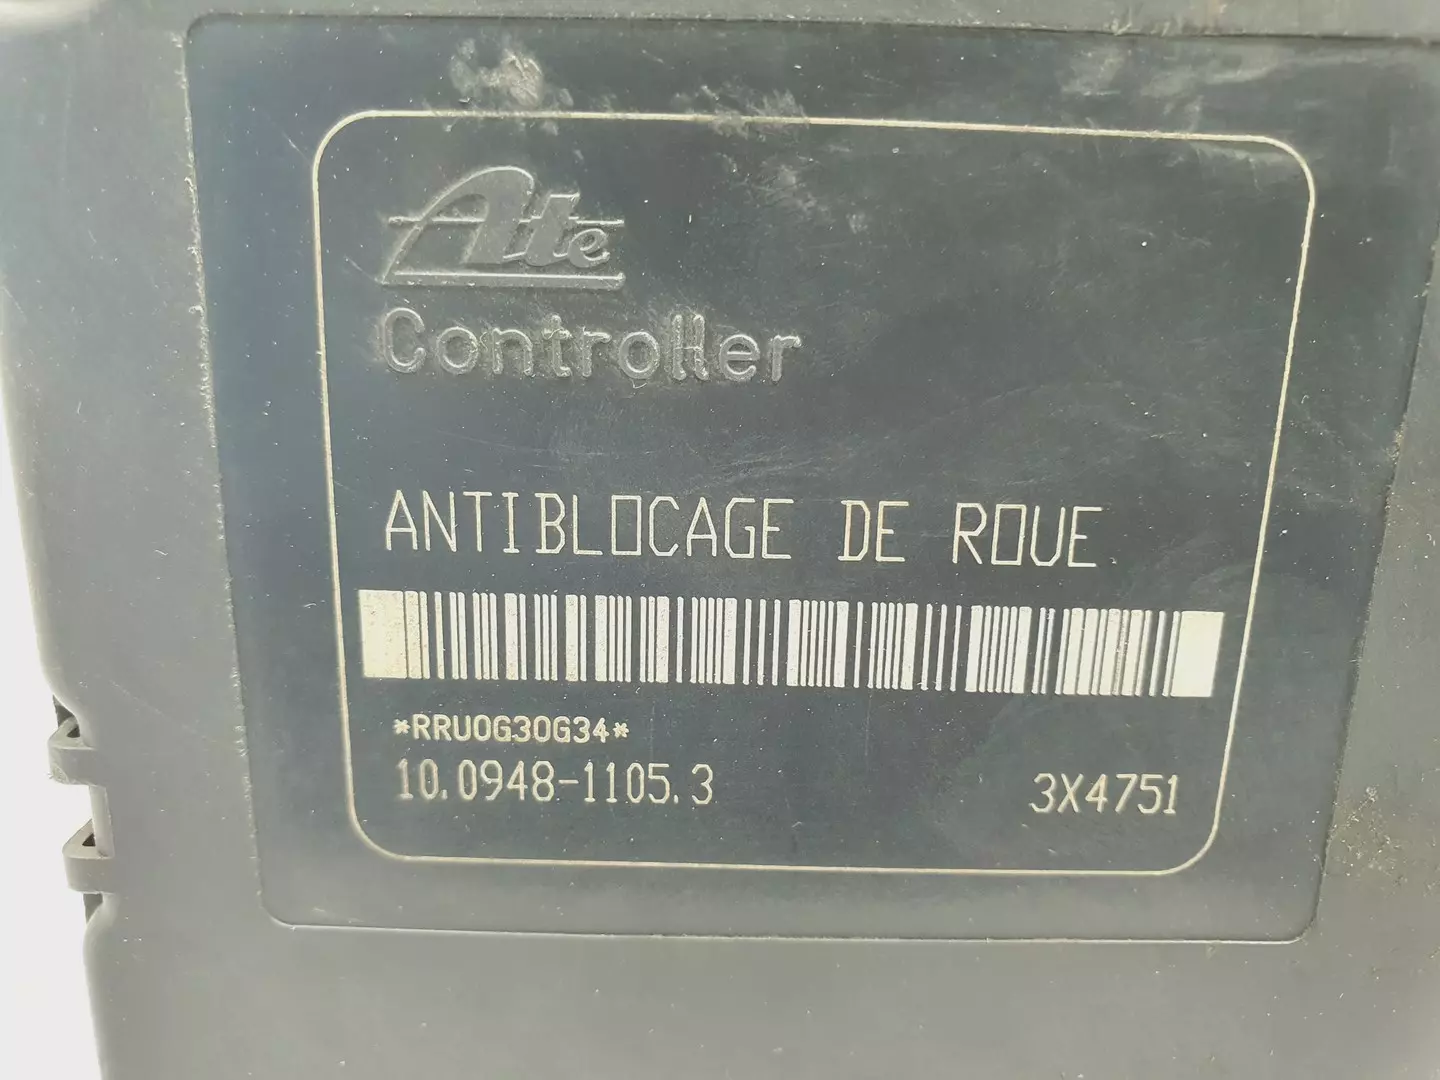 Ate
Controller
ANTIBLOCAGE DE ROUE
*RRU0G30G34*
10.0948-1105.3 3X4751